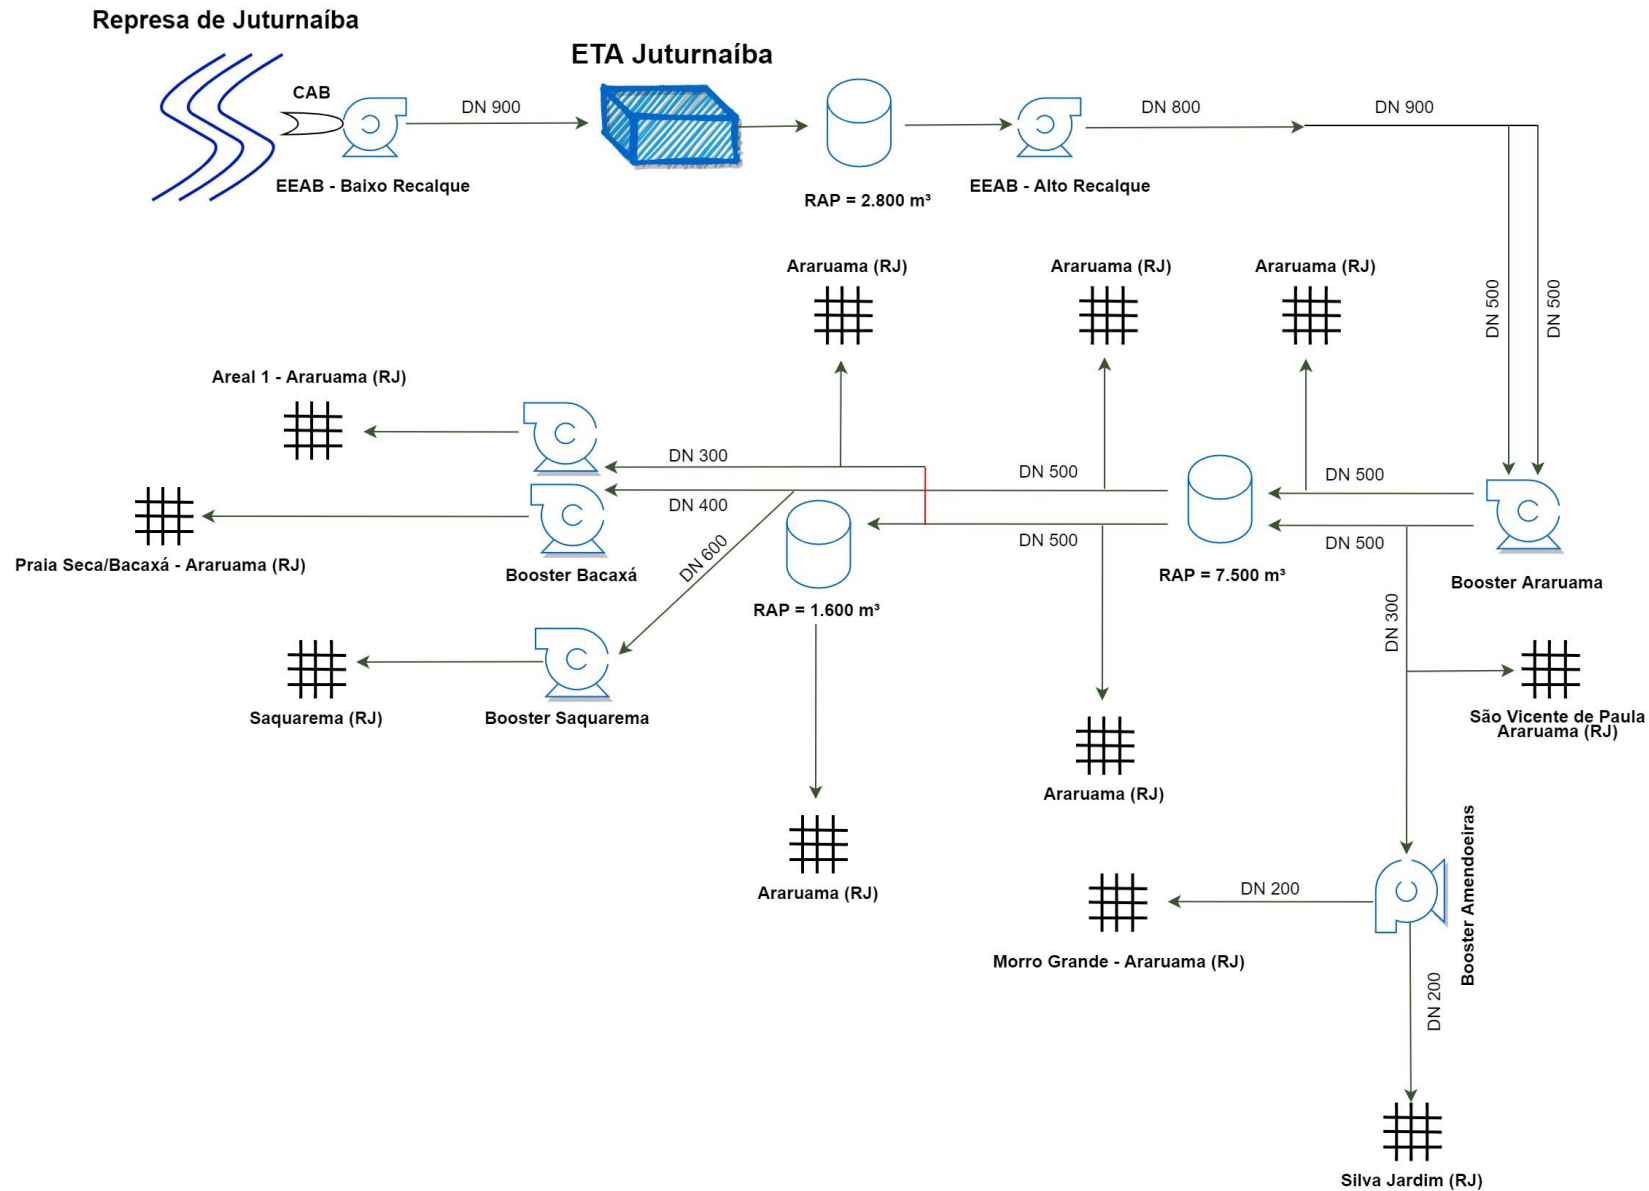 Represa de Juturnaíba
ETA Juturnaíba
CAB
DN 900
DN 800
DN 900
EEAB - Baixo Recalque
RAP = 2.800 m³
EEAB - Alto Recalque
Araruama (RJ)
Araruama (RJ)
Araruama (RJ)
DN 500
DN 500
Areal 1 - Araruama (RJ)
DN 300
DN 500
DN 500
DN 400
DN 500
DN 500
DN 600
Praia Seca/Bacaxá - Araruama (RJ)
Booster Bacaxá
RAP = 1.600 m³
RAP = 7.500 m³
Booster Araruama
DN 300
Saquarema (RJ)
Booster Saquarema
São Vicente de Paula
Araruama (RJ)
Araruama (RJ)
Araruama (RJ)
DN 200
Booster Amendoeiras
Morro Grande - Araruama (RJ)
DN 200
Silva Jardim (RJ)